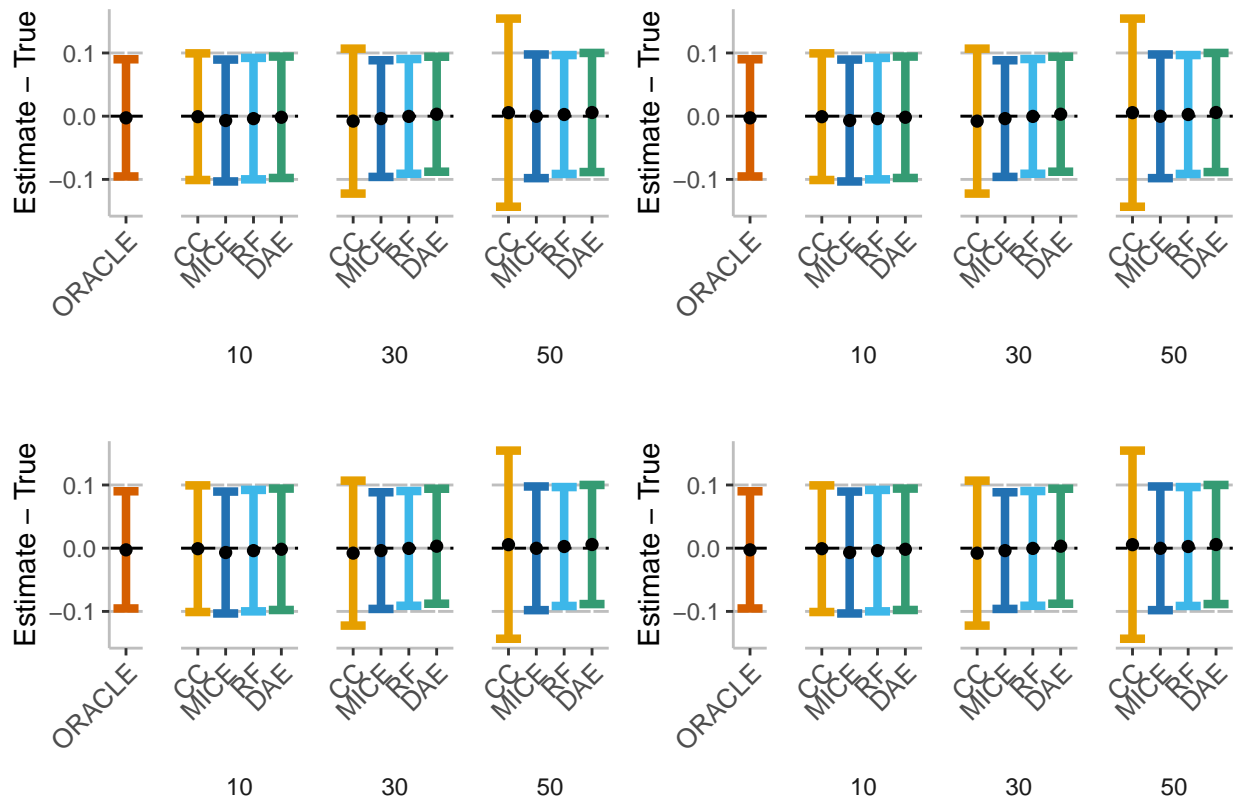 Estimate – True
0.1
0.0
−0.1
ORACLE
CC
MICE
RF
DAE
CC
MICE
RF
DAE
CC
MICE
RF
DAE
10
30
50
Estimate – True
0.1
0.0
−0.1
ORACLE
CC
MICE
RF
DAE
CC
MICE
RF
DAE
CC
MICE
RF
DAE
10
30
50
Estimate – True
0.1
0.0
−0.1
ORACLE
CC
MICE
RF
DAE
CC
MICE
RF
DAE
CC
MICE
RF
DAE
10
30
50
Estimate – True
0.1
0.0
−0.1
ORACLE
CC
MICE
RF
DAE
CC
MICE
RF
DAE
CC
MICE
RF
DAE
10
30
50